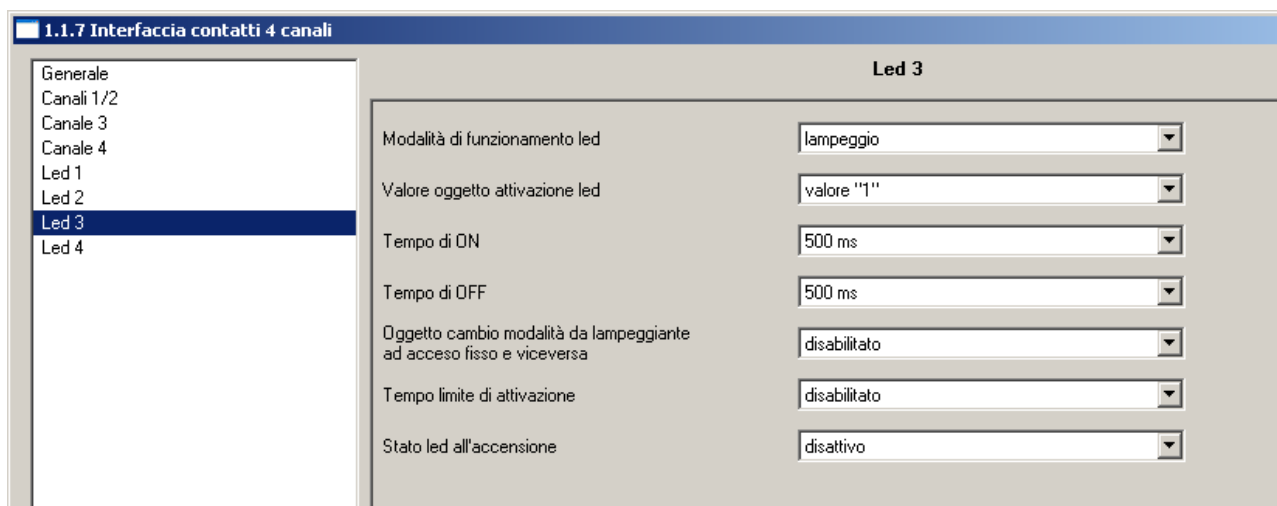 1.1.7 Interfaccia contatti 4 canali
Generale
Canali 1/2
Canale 3
Canale 4
Led 1
Led 2
Led 3
Led 4
Led 3
Modalità di funzionamento led
lampeggio
Valore oggetto attivazione led
valore "1"
Tempo di ON
500 ms
Tempo di OFF
500 ms
Oggetto cambio modalità da lampeggiante
ad acceso fisso e viceversa
disabilitato
Tempo limite di attivazione
disabilitato
Stato led all'accensione
disattivo